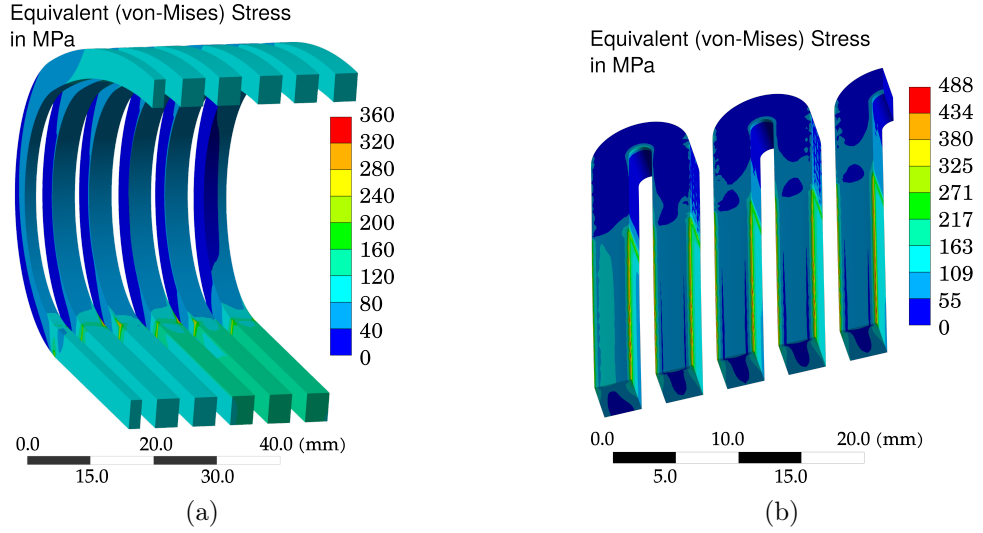 Equivalent (von-Mises) Stress
in MPa
360
320
280
240
200
160
120
80
40
0
0.0 20.0 40.0 (mm)
15.0 30.0
(a)
Equivalent (von-Mises) Stress
in MPa
488
434
380
325
271
217
163
109
55
0
0.0 10.0 20.0 (mm)
5.0 15.0
(b)